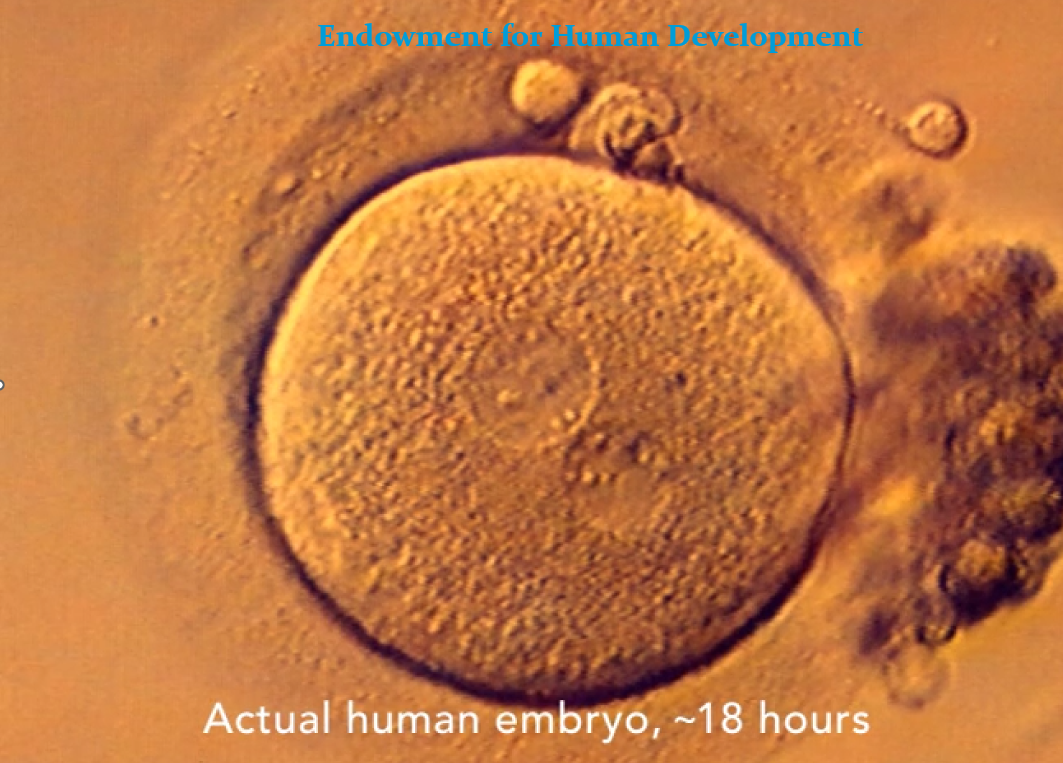 Endowment for Human Development
Actual human embryo, ~18 hours